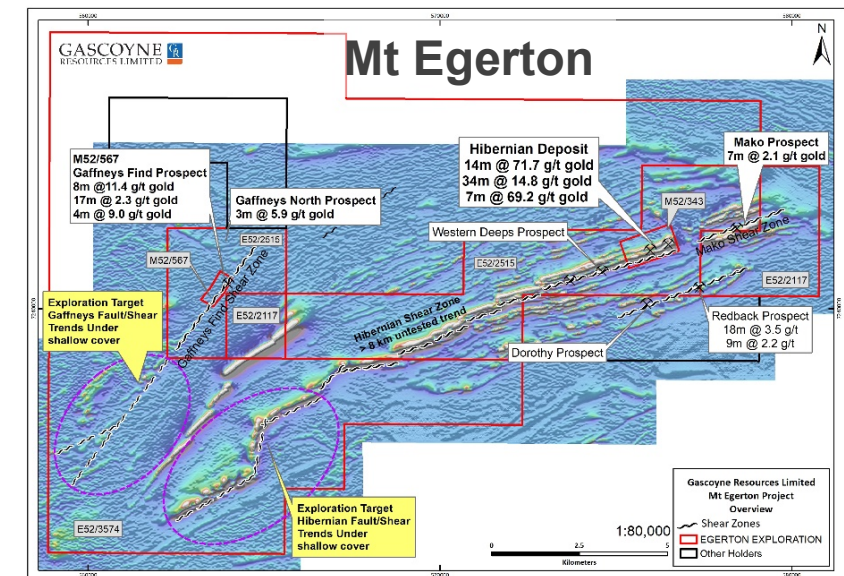 570000
580000
GASCOYNE
RESOURCES LIMITED
Mt Egerton
N
M52/567
Gaffneys Find Prospect
8m @11.4 g/t gold
17m @ 2.3 g/t gold
4m @ 9.0 g/t gold
Gaffneys North Prospect
3m @ 5.9 g/t gold
Hibernian Deposit
14m @ 71.7 g/t gold
34m @ 14.8 g/t gold
7m @ 69.2 g/t gold
Mako Prospect
7m @ 2.1 g/t gold
M52/343
Western Deeps Prospect
Mako Shear Zone
E52/2515
M52/567
E52/2515
E52/2117
Gaffneys Find Shear Zone
E52/2117
Exploration Target
Gaffneys Fault/Shear
Trends Under
shallow cover
Hibernian Shear Zone
> 8 km untested trend
Redback Prospect
18m @ 3.5 g/t
9m @ 2.2 g/t
Dorothy Prospect
Exploration Target
Hibernian Fault/Shear
Trends Under
shallow cover
E52/3574
1:80,000
0
2.5
5
Kilometers
Gascoyne Resources Limited
Mt Egerton Project
Overview
Shear Zones
EGERTON EXPLORATION
Other Holders